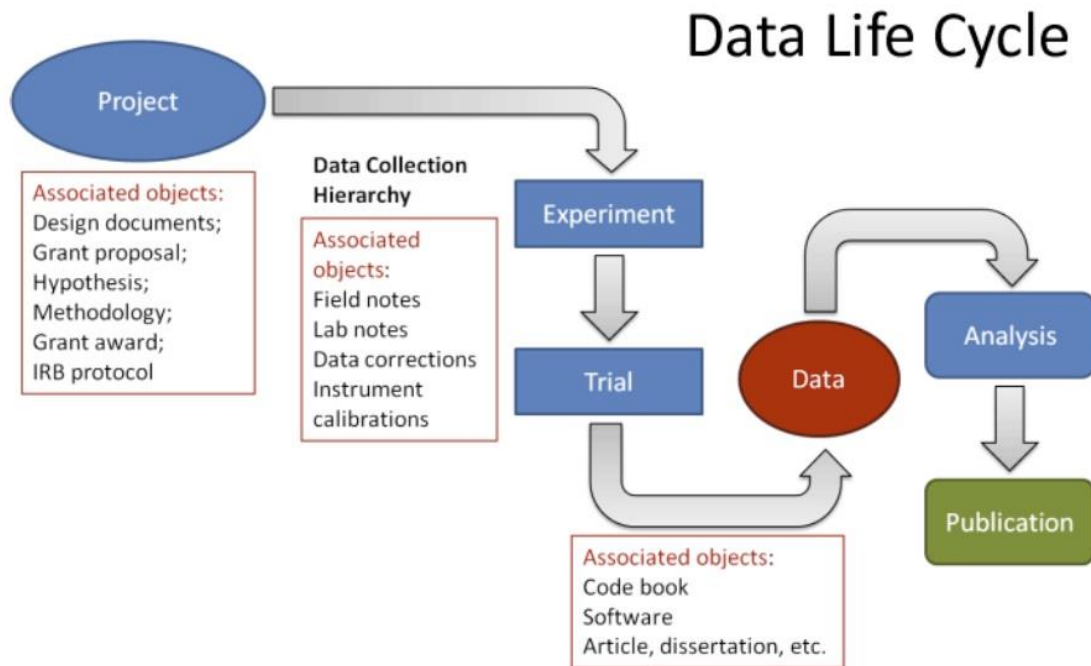 Data Life Cycle
Project
Associated objects:
Design documents;
Grant proposal;
Hypothesis;
Methodology;
Grant award;
IRB protocol
Data Collection
Hierarchy
Associated
objects:
Field notes
Lab notes
Data corrections
Instrument
calibrations
Experiment
Trial
Data
Analysis
Publication
Associated objects:
Code book
Software
Article, dissertation, etc.